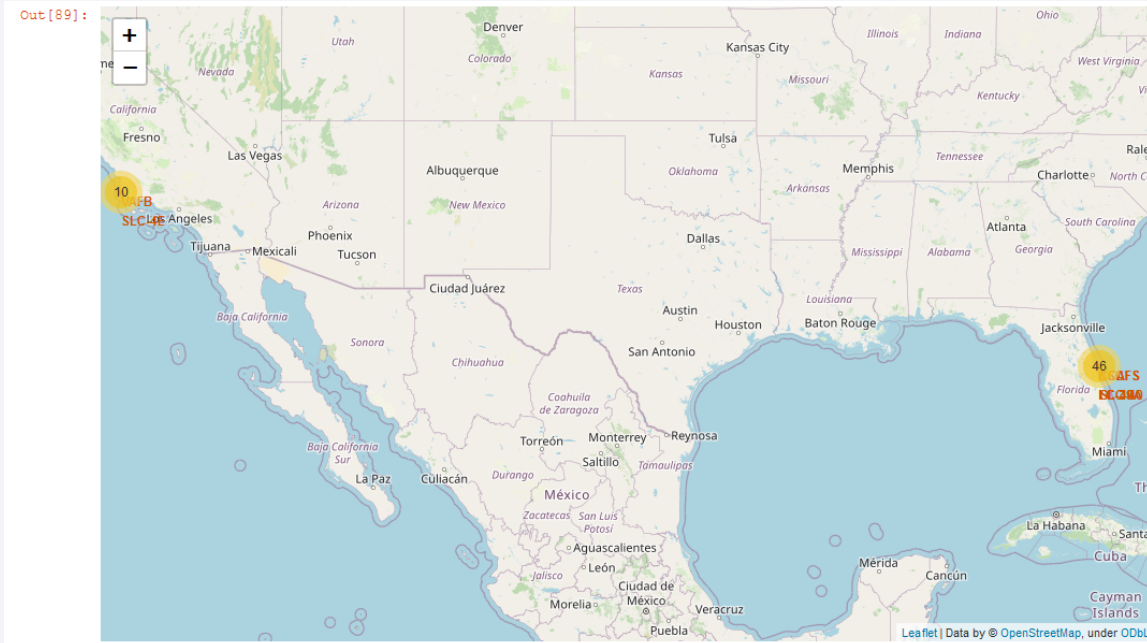 Out[89]:
+
−
Denver
Ohio
Utah
Colorado
Kansas City
Illinois
Indiana
Nevada
Kansas
Missouri
West Virginia
California
Kentucky
Fresno
Las Vegas
Tulsa
Albuquerque
Oklahoma
Memphis
Tennessee
Charlotte
10
Arizona
New Mexico
Arkansas
Los Angeles
Phoenix
Atlanta
South Carolina
Tijuana
Mexicali
Tucson
Dallas
Mississippi
Alabama
Georgia
Ciudad Juárez
Texas
Louisiana
Baja California
Austin
Houston
Baton Rouge
Jacksonville
Sonora
Chihuahua
San Antonio
46
Florida
Coahuila
de Zaragoza
Baja California
Sur
Torreón
Monterrey
Reynosa
Miami
Saltillo
La Paz
Culiacán
Durango
Tamaulipas
México
Zacatecas
San Luis
Potosí
La Habana
Aguascalientes
Cuba
Jalisco
León
Mérida
Cancún
Ciudad de
México
Cayman
Islands
Morelia
Veracruz
Puebla
Leaflet | Data by © OpenStreetMap, under ODbL